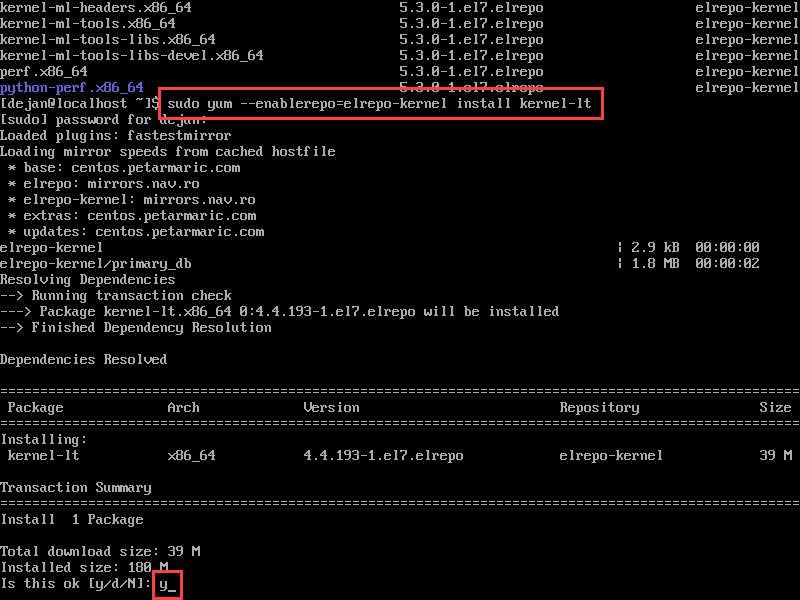 kernel-ml-headers.x86_64 5.3.0-1.el7.elrepo elrepo-kernel
kernel-ml-tools.x86_64 5.3.0-1.el7.elrepo elrepo-kernel
kernel-ml-tools-libs.x86_64 5.3.0-1.el7.elrepo elrepo-kernel
kernel-ml-tools-libs-devel.x86_64 5.3.0-1.el7.elrepo elrepo-kernel
perf.x86_64 5.3.0-1.el7.elrepo elrepo-kernel
python-perf.x86_64 5.3.0-1.el7.elrepo elrepo-kernel
[dejan@localhost ~]$ sudo yum --enablerepo=elrepo-kernel install kernel-lt
[sudo] password for dejan:
Loaded plugins: fastestmirror
Loading mirror speeds from cached hostfile
 * base: centos.petarmaric.com
 * elrepo: mirrors.nav.ro
 * elrepo-kernel: mirrors.nav.ro
 * extras: centos.petarmaric.com
 * updates: centos.petarmaric.com
elrepo-kernel | 2.9 kB 00:00:00
elrepo-kernel/primary_db | 1.8 MB 00:00:02
Resolving Dependencies
--> Running transaction check
---> Package kernel-lt.x86_64 0:4.4.193-1.el7.elrepo will be installed
--> Finished Dependency Resolution
Dependencies Resolved
================================================================================
Package Arch Version Repository Size
================================================================================
Installing:
kernel-lt x86_64 4.4.193-1.el7.elrepo elrepo-kernel 39 M
Transaction Summary
================================================================================
Install 1 Package
Total download size: 39 M
Installed size: 180 M
Is this ok [y/d/N]: y_